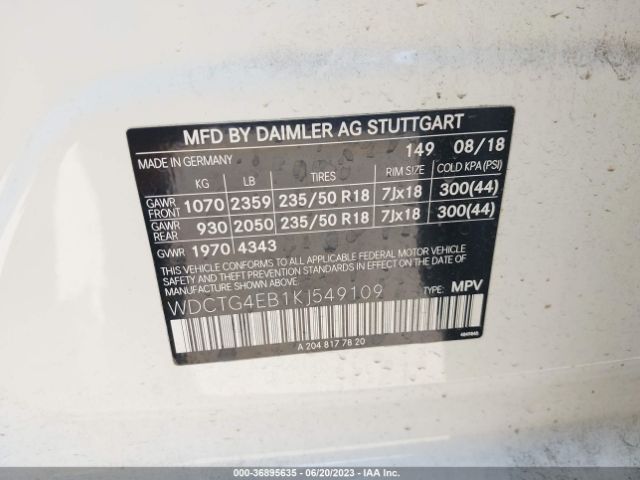 MFD BY DAIMLER AG STUTTGART
MADE IN GERMANY 149 08/18
KG LB TIRES RIM SIZE COLD KPA(PSI)
GAWR FRONT 1070 2359 235/50 R18 7Jx18 300(44)
GAWR REAR 930 2050 235/50 R18 7Jx18 300(44)
GVWR 1970 4343
THIS VEHICLE CONFORMS TO ALL APPLICABLE FEDERAL MOTOR VEHICLE
SAFETY AND THEFT PREVENTION STANDARDS IN EFFECT ON THE DATE
OF MANUFACTURE SHOWN ABOVE.
WDCTG4EB1KJ549109 TYPE: MPV
A 204 817 78 20
000-36895635 - 06/20/2023 - IAA Inc.